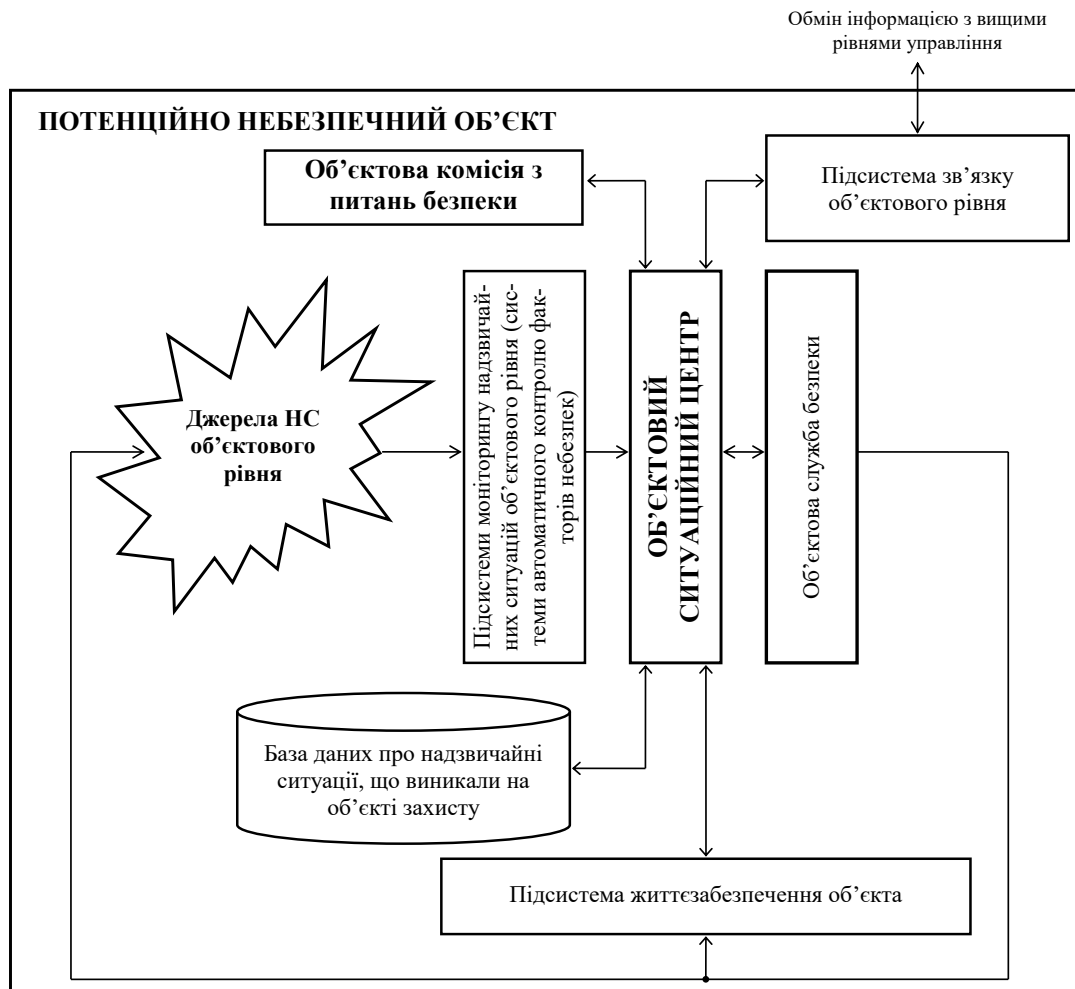 Обмін інформацією з вищими
рівнями управління
ПОТЕНЦІЙНО НЕБЕЗПЕЧНИЙ ОБ’ЄКТ
Об’єктова комісія з
питань безпеки
Підсистема зв’язку
об’єктового рівня
Джерела НС
об’єктового
рівня
Підсистеми моніторингу надзвичай-
них ситуацій об’єктового рівня (сис-
теми автоматичного контролю фак-
торів небезпек)
ОБ’ЄКТОВИЙ
СИТУАЦІЙНИЙ ЦЕНТР
Об’єктова служба безпеки
База даних про надзвичайні
ситуації, що виникали на
об’єкті захисту
Підсистема життєзабезпечення об’єкта